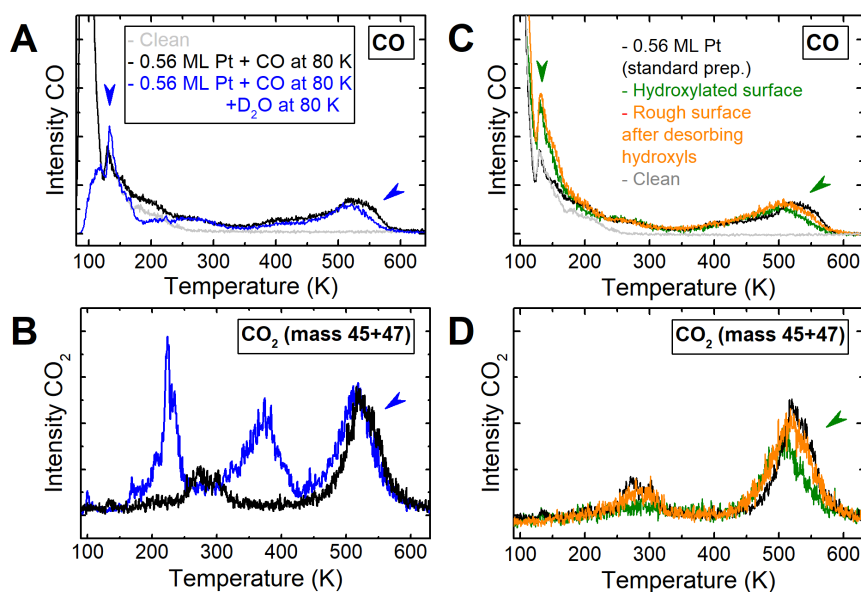 A
Intensity CO
- Clean
- 0.56 ML Pt + CO at 80 K
- 0.56 ML Pt + CO at 80 K
+D₂O at 80 K
CO
100 200 300 400 500 600
Temperature (K)
B
Intensity CO₂
CO₂ (mass 45+47)
100 200 300 400 500 600
Temperature (K)
C
Intensity CO
CO
- 0.56 ML Pt
(standard prep.)
- Hydroxylated surface
- Rough surface
after desorbing
hydroxyls
- Clean
100 200 300 400 500 600
Temperature (K)
D
Intensity CO₂
CO₂ (mass 45+47)
100 200 300 400 500 600
Temperature (K)